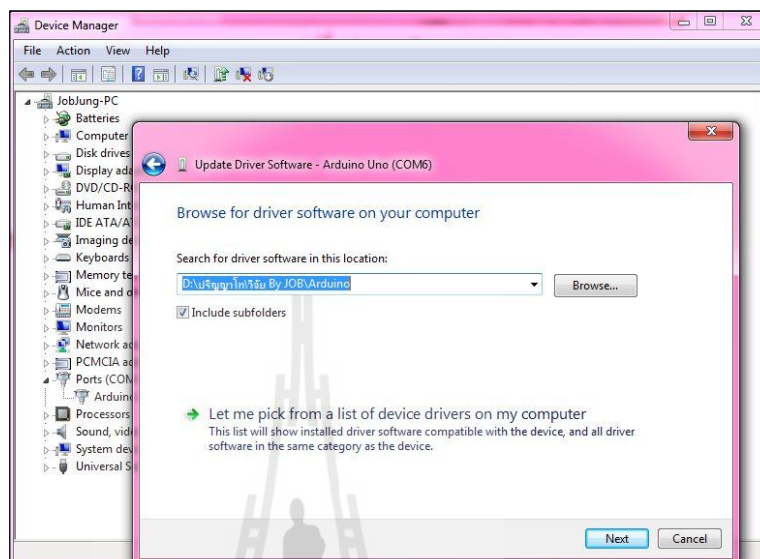 Device Manager
File Action View Help
JobJung-PC
Batteries
Computer
Disk drives
Display ada
DVD/CD-R
Human Int
IDE ATA/A
Imaging de
Keyboards
Memory te
Mice and o
Modems
Monitors
Network ad
PCMCIA ad
Ports (COM
Arduino
Processors
Sound, vide
System dev
Universal S
Update Driver Software - Arduino Uno (COM6)
Browse for driver software on your computer
Search for driver software in this location:
D:\ปริญญาโท\วิจัย By JOB\Arduino
Browse...
Include subfolders
Let me pick from a list of device drivers on my computer
This list will show installed driver software compatible with the device, and all driver
software in the same category as the device.
Next Cancel